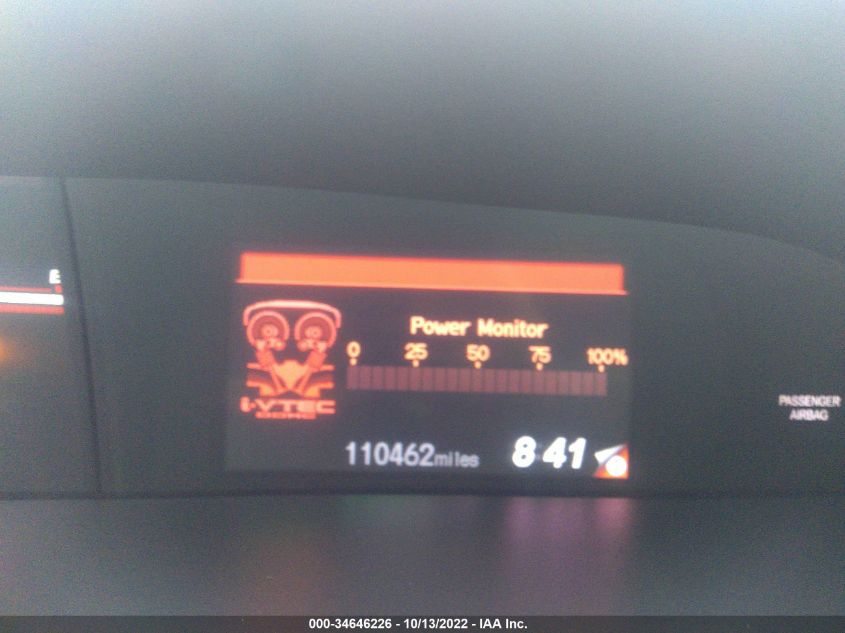 E
Power Monitor
0 25 50 75 100%
i-VTEC
DOHC
110462miles 8:41
PASSENGER
AIRBAG
000-34646226 - 10/13/2022 - IAA Inc.